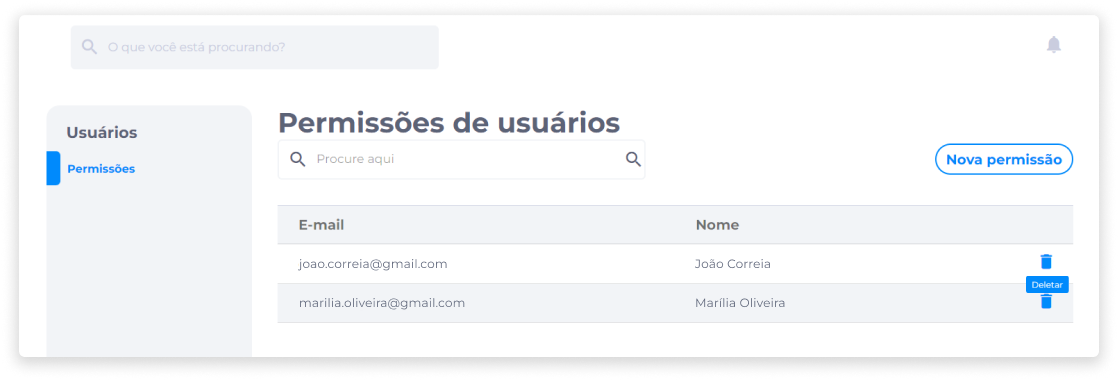 O que você está procurando?
Usuários
Permissões
Permissões de usuários
Procure aqui
Nova permissão
E-mail Nome
joao.correia@gmail.com João Correia
Deletar
marilia.oliveira@gmail.com Marília Oliveira